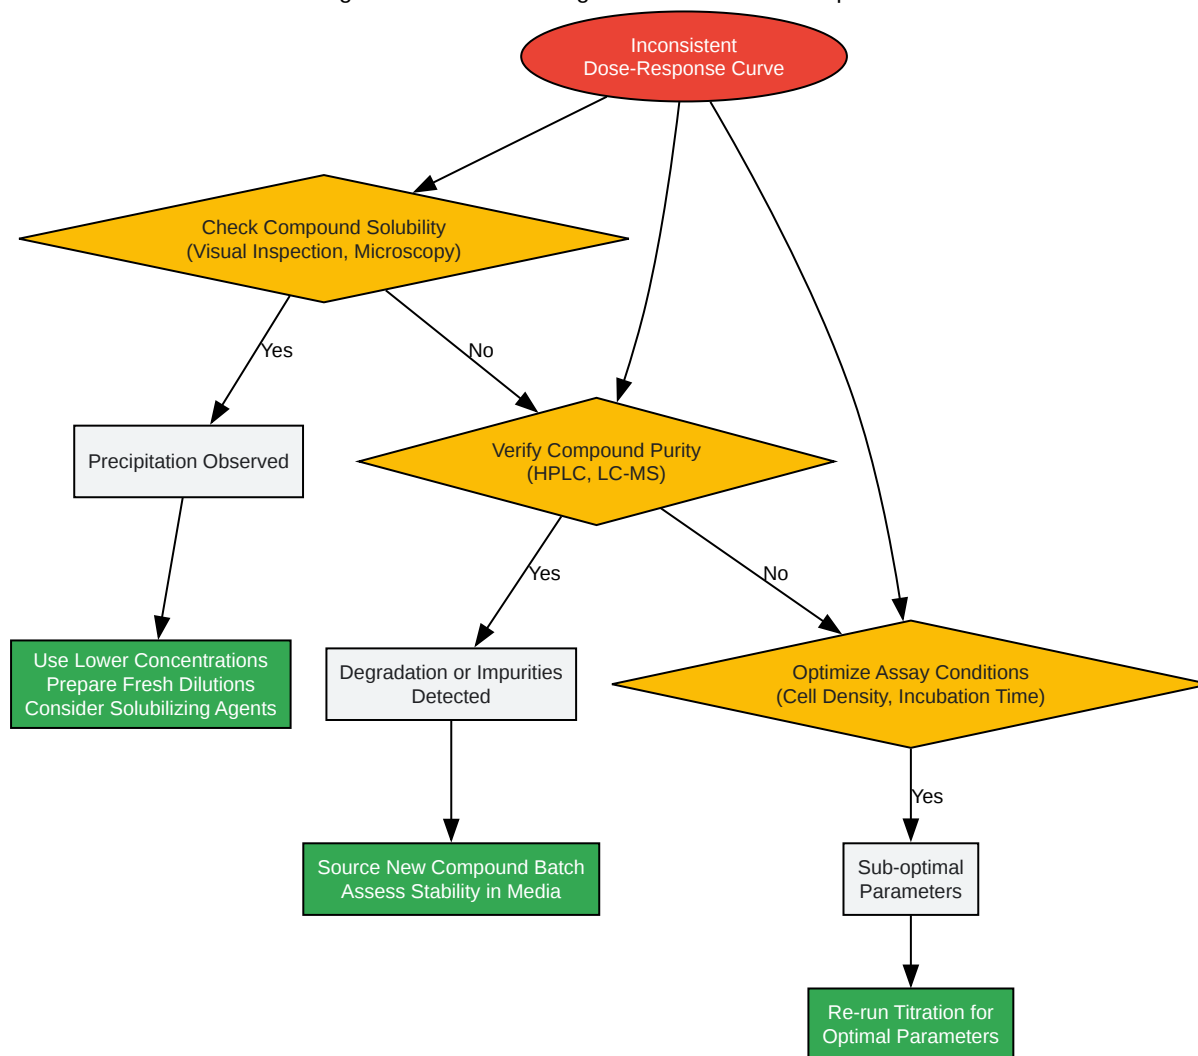 Inconsistent
Dose-Response Curve
Check Compound Solubility
(Visual Inspection, Microscopy)
Yes
No
Precipitation Observed
Verify Compound Purity
(HPLC, LC-MS)
Yes
No
Use Lower Concentrations
Prepare Fresh Dilutions
Consider Solubilizing Agents
Degradation or Impurities
Detected
Optimize Assay Conditions
(Cell Density, Incubation Time)
Yes
Source New Compound Batch
Assess Stability in Media
Sub-optimal
Parameters
Re-run Titration for
Optimal Parameters